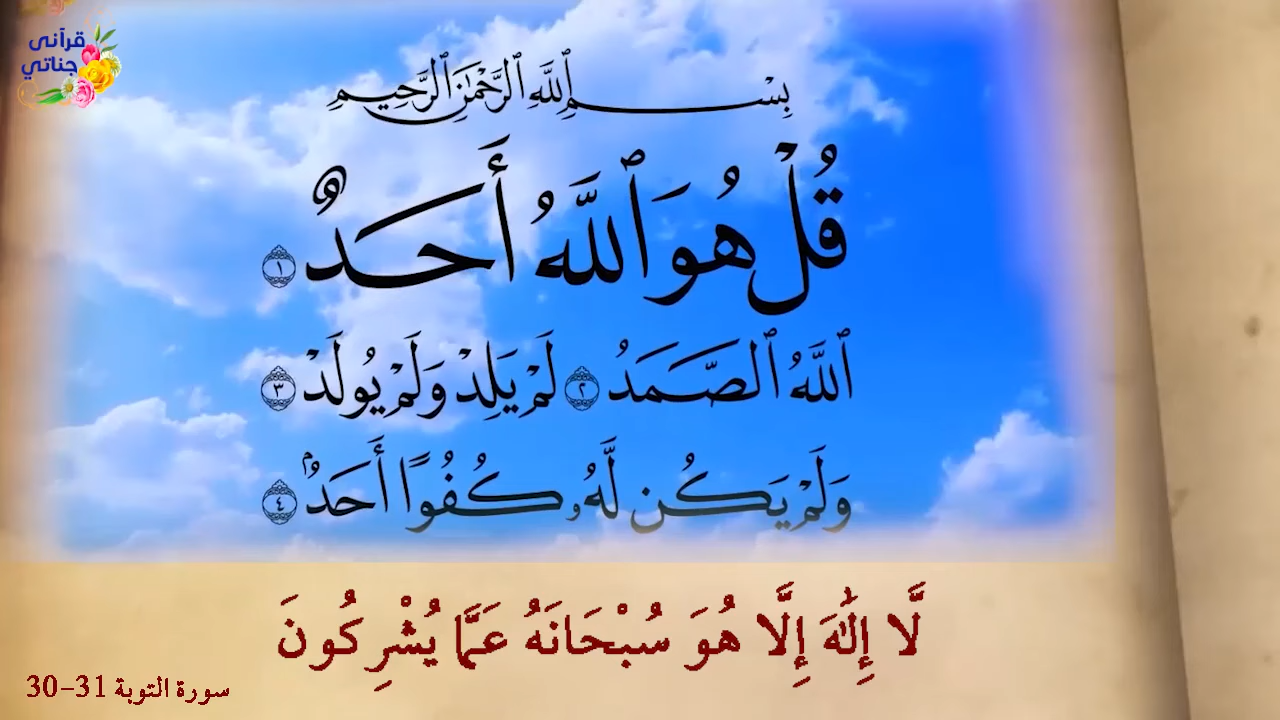 قرآنى
جناتي
بِسْمِ ٱللَّهِ ٱلرَّحْمَٰنِ ٱلرَّحِيمِ
قُلْ هُوَ ٱللَّهُ أَحَدٌ ١
ٱللَّهُ ٱلصَّمَدُ ٢ لَمْ يَلِدْ وَلَمْ يُولَدْ ٣
وَلَمْ يَكُن لَّهُۥ كُفُوًا أَحَدٌۢ ٤
لَّا إِلَٰهَ إِلَّا هُوَ سُبْحَانَهُ عَمَّا يُشْرِكُونَ
سورة التوبة 31-30